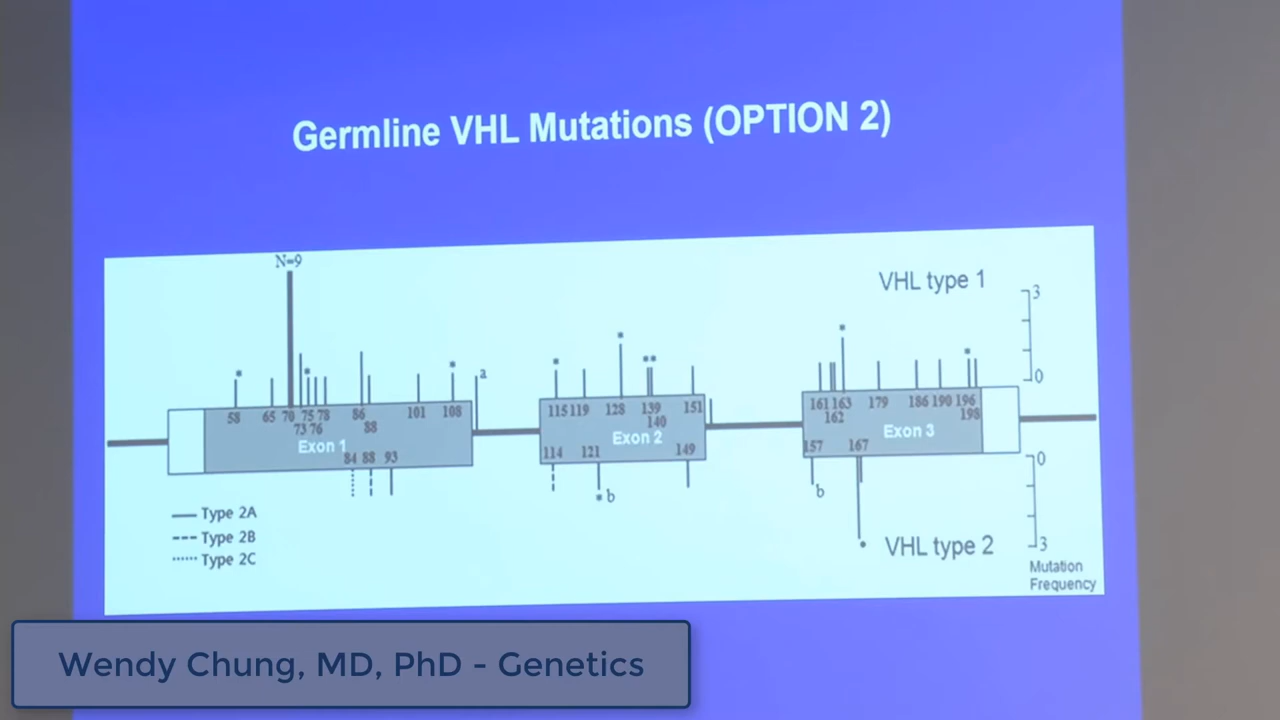 Germline VHL Mutations (OPTION 2)
N=9
VHL type 1
3
0
a
58 65 70 75 78 86 101 108
73 76 88
Exon 1
84 88 93
115 119 128 139 151
140
Exon 2
114 121 149
b
161 163 179 186 190 196
162 198
Exon 3
157 167
b
0
3
VHL type 2
Mutation
Frequency
Type 2A
Type 2B
Type 2C
Wendy Chung, MD, PhD - Genetics